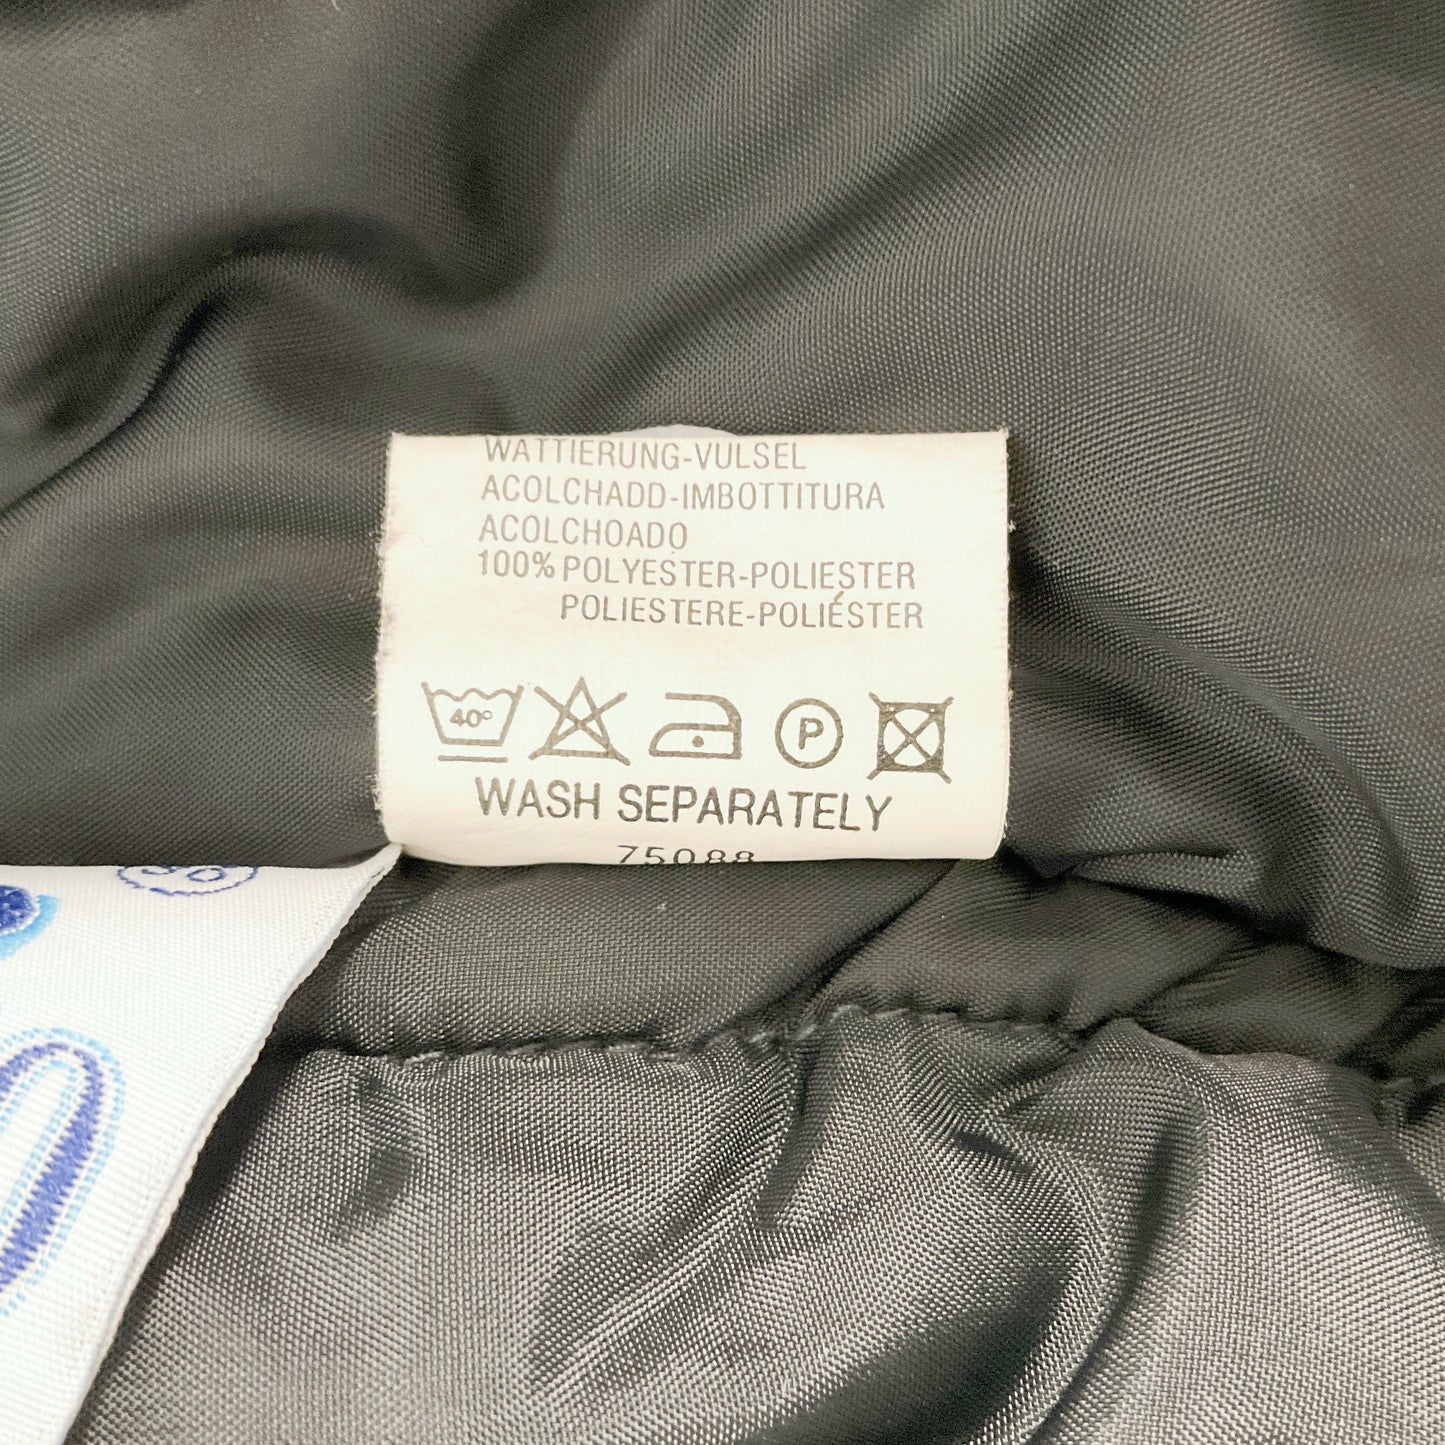 WATTIERUNG-VULSEL
ACOLCHADD-IMBOTTITURA
ACOLCHOADO
100% POLYESTER-POLIESTER
POLIESTERE-POLIÉSTER
40°
P
WASH SEPARATELY
75088